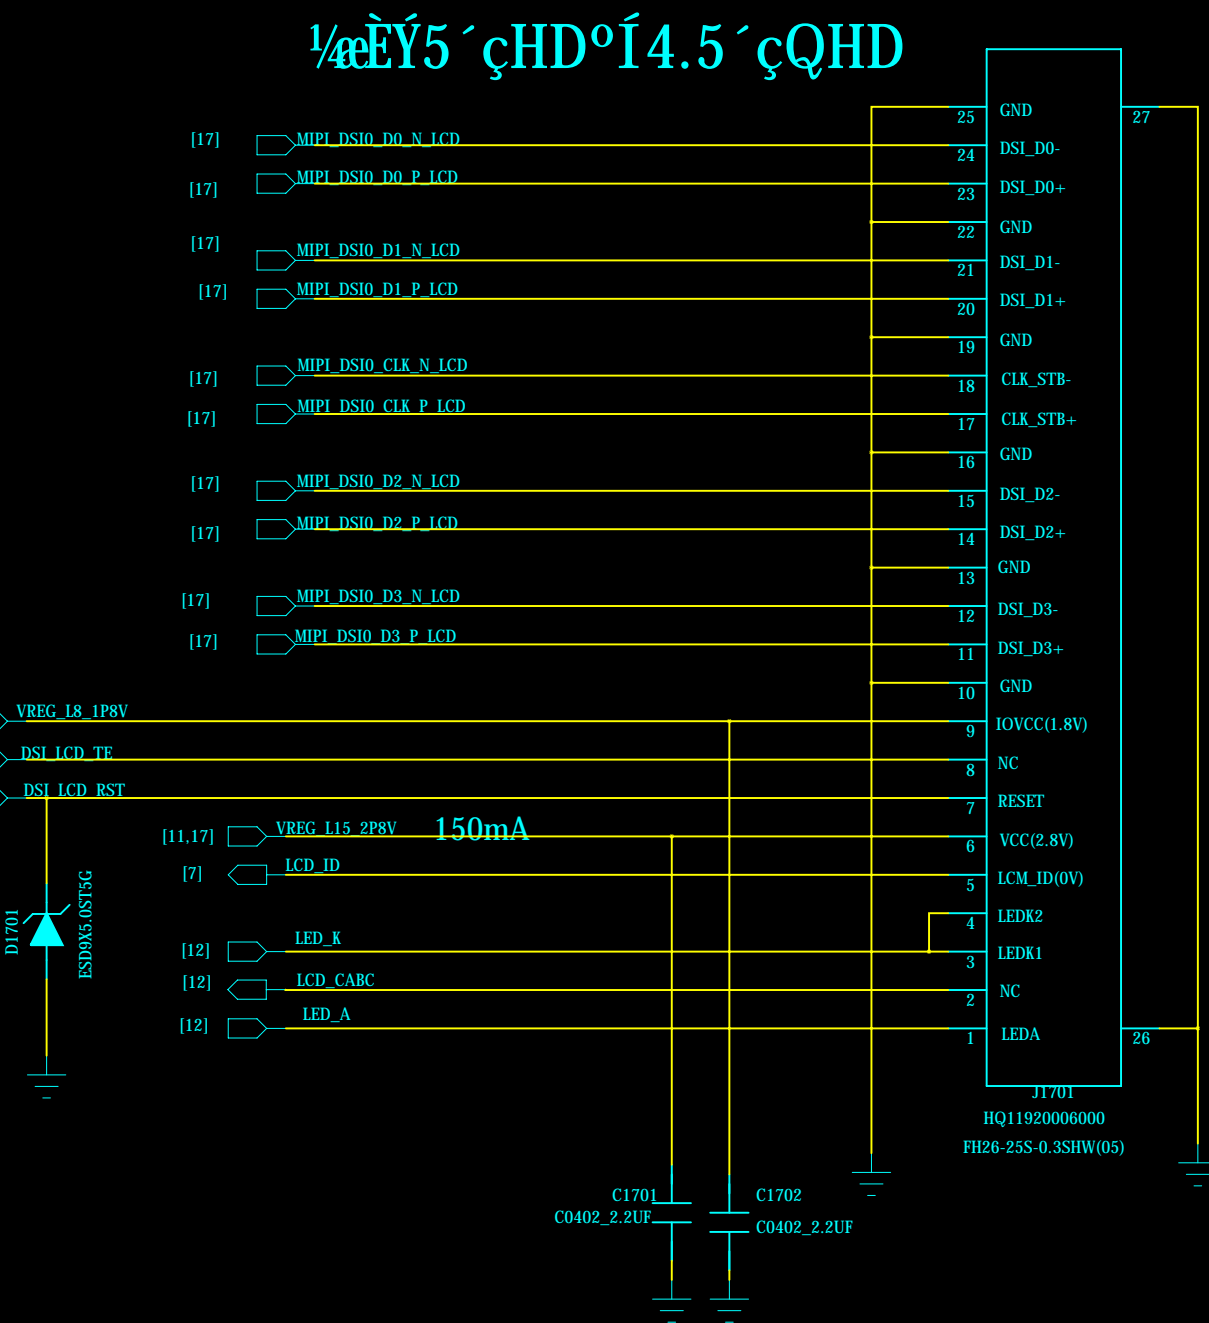 ¼æÈÝ5´çHDºÍ4.5´çQHD
25 GND 27
[17] MIPI_DSI0_D0_N_LCD 24 DSI_D0-
[17] MIPI_DSI0_D0_P_LCD 23 DSI_D0+
22 GND
[17] MIPI_DSI0_D1_N_LCD 21 DSI_D1-
[17] MIPI_DSI0_D1_P_LCD 20 DSI_D1+
19 GND
[17] MIPI_DSI0_CLK_N_LCD 18 CLK_STB-
[17] MIPI_DSI0_CLK_P_LCD 17 CLK_STB+
16 GND
[17] MIPI_DSI0_D2_N_LCD 15 DSI_D2-
[17] MIPI_DSI0_D2_P_LCD 14 DSI_D2+
13 GND
[17] MIPI_DSI0_D3_N_LCD 12 DSI_D3-
[17] MIPI_DSI0_D3_P_LCD 11 DSI_D3+
10 GND
VREG_L8_1P8V 9 IOVCC(1.8V)
DSI_LCD_TE 8 NC
DSI_LCD_RST 7 RESET
[11,17] VREG_L15_2P8V 150mA 6 VCC(2.8V)
[7] LCD_ID 5 LCM_ID(0V)
4 LEDK2
D1701
ESD9X5.0ST5G
[12] LED_K 3 LEDK1
[12] LCD_CABC 2 NC
[12] LED_A 1 LEDA 26
J1701
HQ11920006000
FH26-25S-0.3SHW(05)
C1701 C1702
C0402_2.2UF C0402_2.2UF